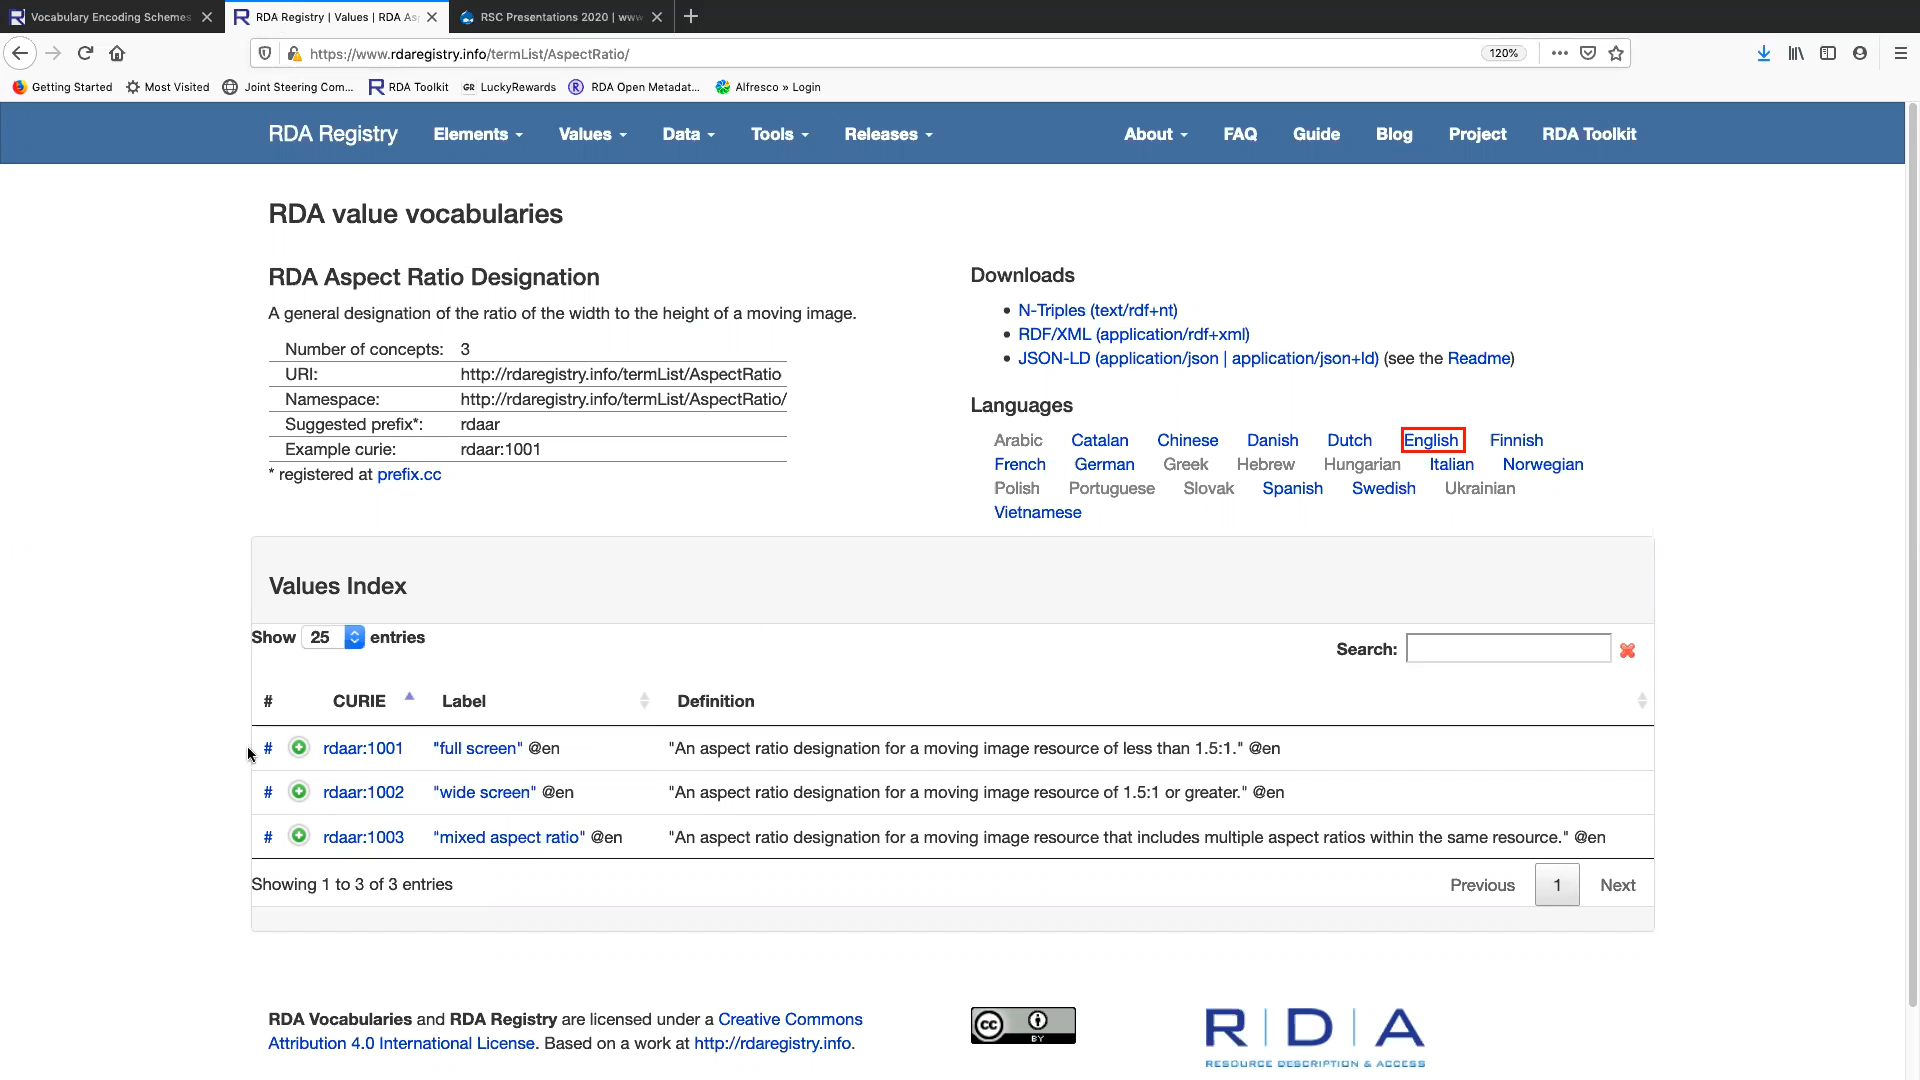 Vocabulary Encoding Schemes
RDA Registry | Values | RDA As
RSC Presentations 2020 | www
https://www.rdaregistry.info/termList/AspectRatio/
120%
Getting Started
Most Visited
Joint Steering Com...
RDA Toolkit
GR LuckyRewards
RDA Open Metadat...
Alfresco » Login
RDA Registry Elements Values Data Tools Releases About FAQ Guide Blog Project RDA Toolkit
RDA value vocabularies
RDA Aspect Ratio Designation
A general designation of the ratio of the width to the height of a moving image.
Number of concepts: 3
URI: http://rdaregistry.info/termList/AspectRatio
Namespace: http://rdaregistry.info/termList/AspectRatio/
Suggested prefix*: rdaar
Example curie: rdaar:1001
* registered at prefix.cc
Downloads
• N-Triples (text/rdf+nt)
• RDF/XML (application/rdf+xml)
• JSON-LD (application/json | application/json+ld) (see the Readme)
Languages
Arabic Catalan Chinese Danish Dutch English Finnish
French German Greek Hebrew Hungarian Italian Norwegian
Polish Portuguese Slovak Spanish Swedish Ukrainian
Vietnamese
Values Index
Show 25 entries
Search:
# CURIE Label Definition
# rdaar:1001 "full screen" @en "An aspect ratio designation for a moving image resource of less than 1.5:1." @en
# rdaar:1002 "wide screen" @en "An aspect ratio designation for a moving image resource of 1.5:1 or greater." @en
# rdaar:1003 "mixed aspect ratio" @en "An aspect ratio designation for a moving image resource that includes multiple aspect ratios within the same resource." @en
Showing 1 to 3 of 3 entries
Previous 1 Next
RDA Vocabularies and RDA Registry are licensed under a Creative Commons
Attribution 4.0 International License. Based on a work at http://rdaregistry.info.
cc BY
R|D|A
RESOURCE DESCRIPTION & ACCESS